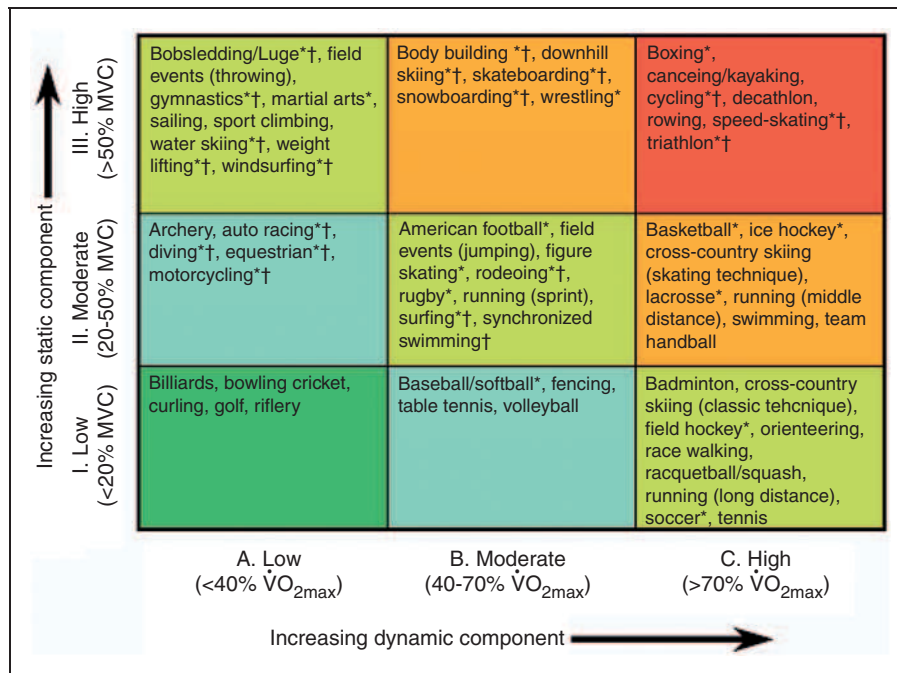 Increasing static component
III. High
(>50% MVC)
Bobsledding/Luge*†, field
events (throwing),
gymnastics*†, martial arts*,
sailing, sport climbing,
water skiing*†, weight
lifting*†, windsurfing*†
Body building *†, downhill
skiing*†, skateboarding*†,
snowboarding*†, wrestling*
Boxing*,
canceing/kayaking,
cycling*†, decathlon,
rowing, speed-skating*†,
triathlon*†
II. Moderate
(20-50% MVC)
Archery, auto racing*†,
diving*†, equestrian*†,
motorcycling*†
American football*, field
events (jumping), figure
skating*, rodeoing*†,
rugby*, running (sprint),
surfing*†, synchronized
swimming†
Basketball*, ice hockey*,
cross-country skiing
(skating technique),
lacrosse*, running (middle
distance), swimming, team
handball
I. Low
(<20% MVC)
Billiards, bowling cricket,
curling, golf, riflery
Baseball/softball*, fencing,
table tennis, volleyball
Badminton, cross-country
skiing (classic tehcnique),
field hockey*, orienteering,
race walking,
racquetball/squash,
running (long distance),
soccer*, tennis
A. Low
(<40% V̇O2max)
B. Moderate
(40-70% V̇O2max)
C. High
(>70% V̇O2max)
Increasing dynamic component